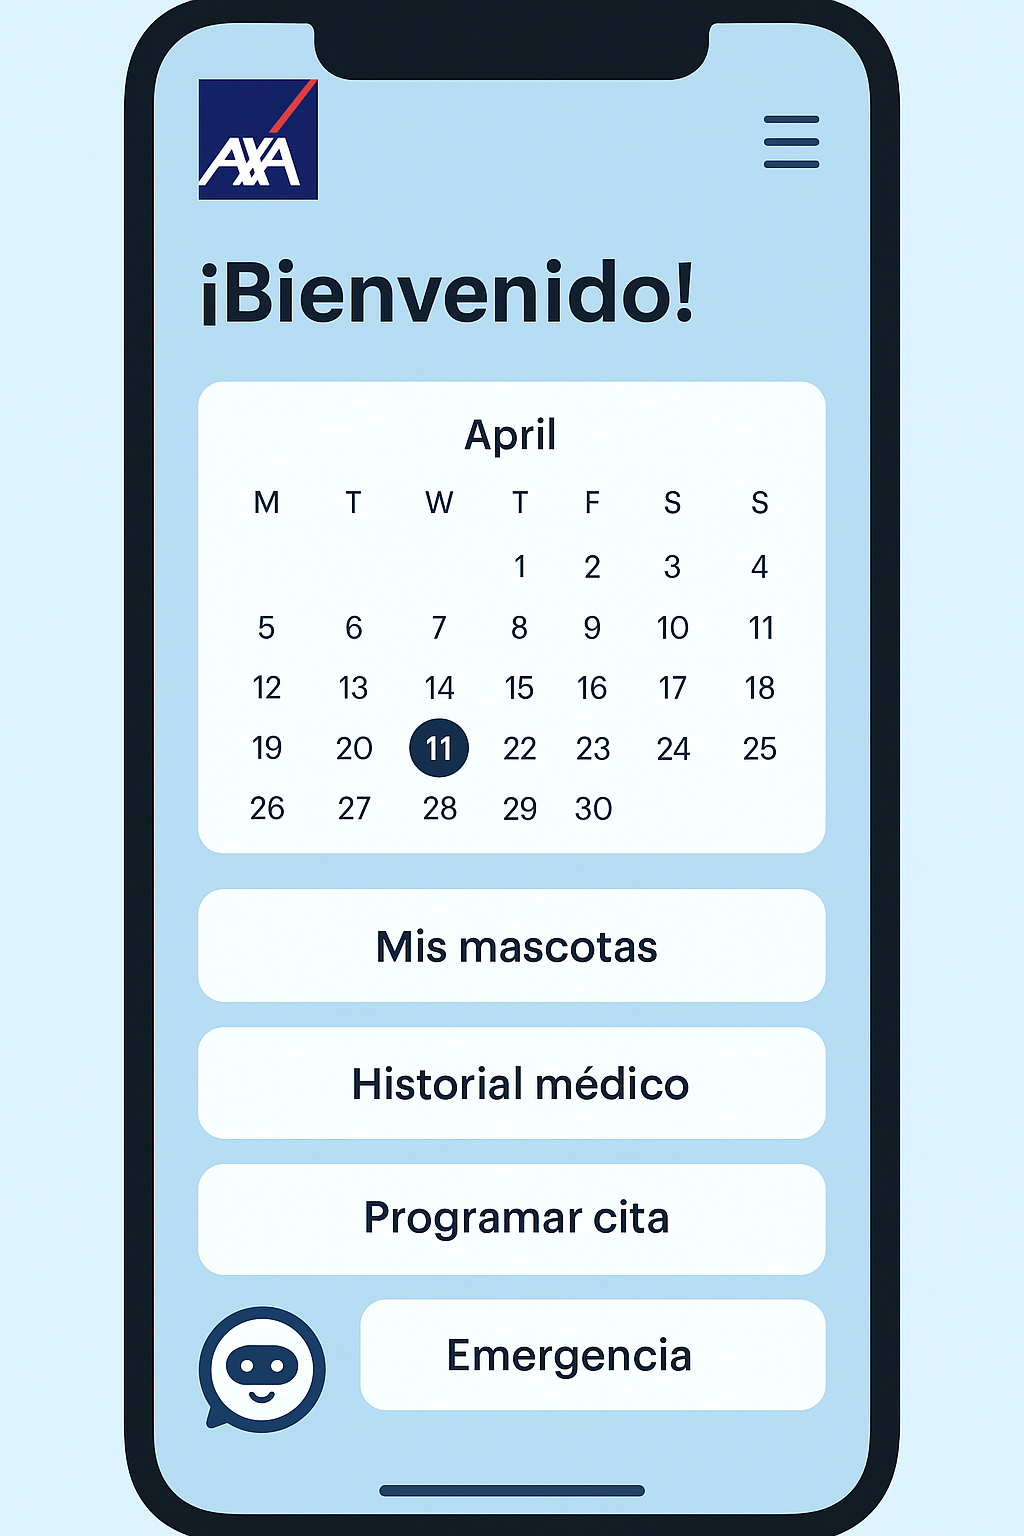 AXA
¡Bienvenido!
April
M T W T F S S
1 2 3 4
5 6 7 8 9 10 11
12 13 14 15 16 17 18
19 20 11 22 23 24 25
26 27 28 29 30
Mis mascotas
Historial médico
Programar cita
Emergencia